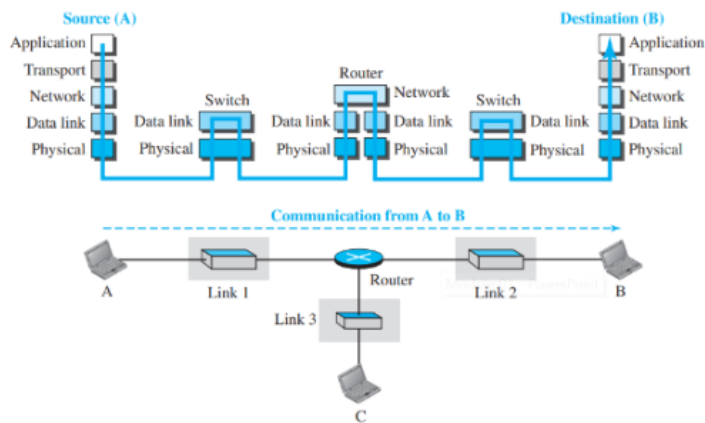 Source (A)
Destination (B)
Application
Application
Transport
Router
Transport
Network
Switch
Network
Switch
Network
Data link
Data link
Data link
Data link
Data link
Data link
Physical
Physical
Physical
Physical
Physical
Physical
Communication from A to B
A
Link 1
Router
Link 2
B
Link 3
C